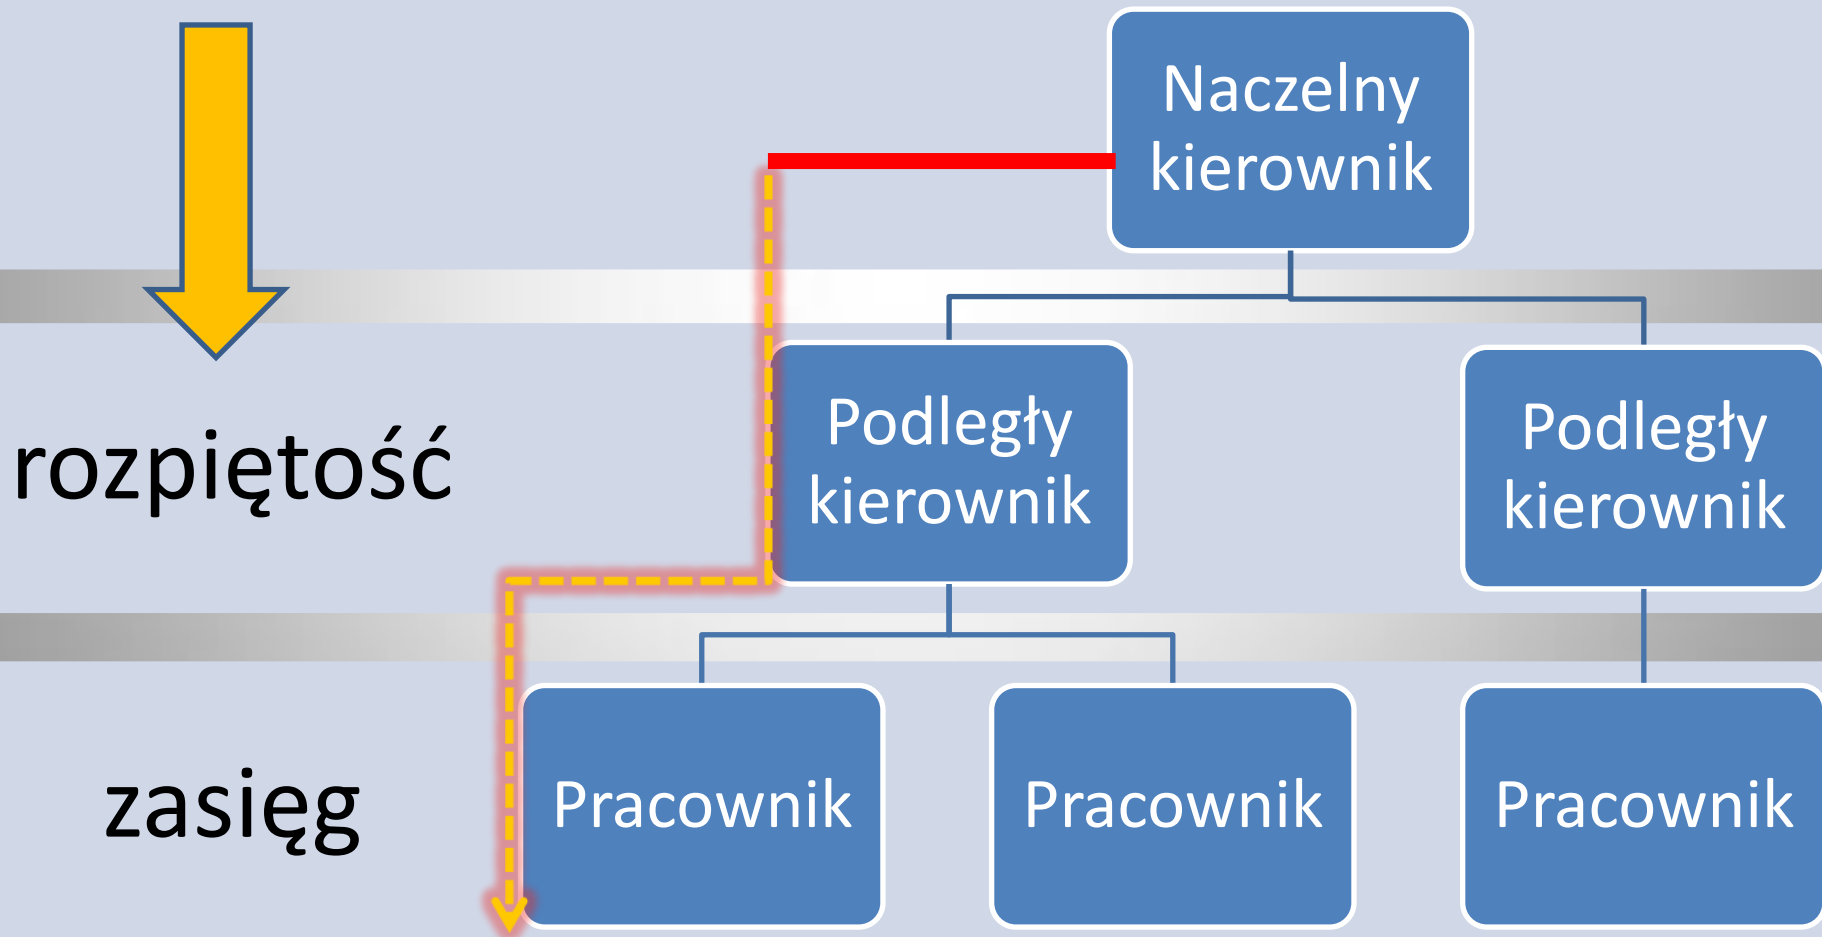 Naczelny
kierownik
rozpiętość
Podległy
kierownik
Podległy
kierownik
zasięg
Pracownik
Pracownik
Pracownik